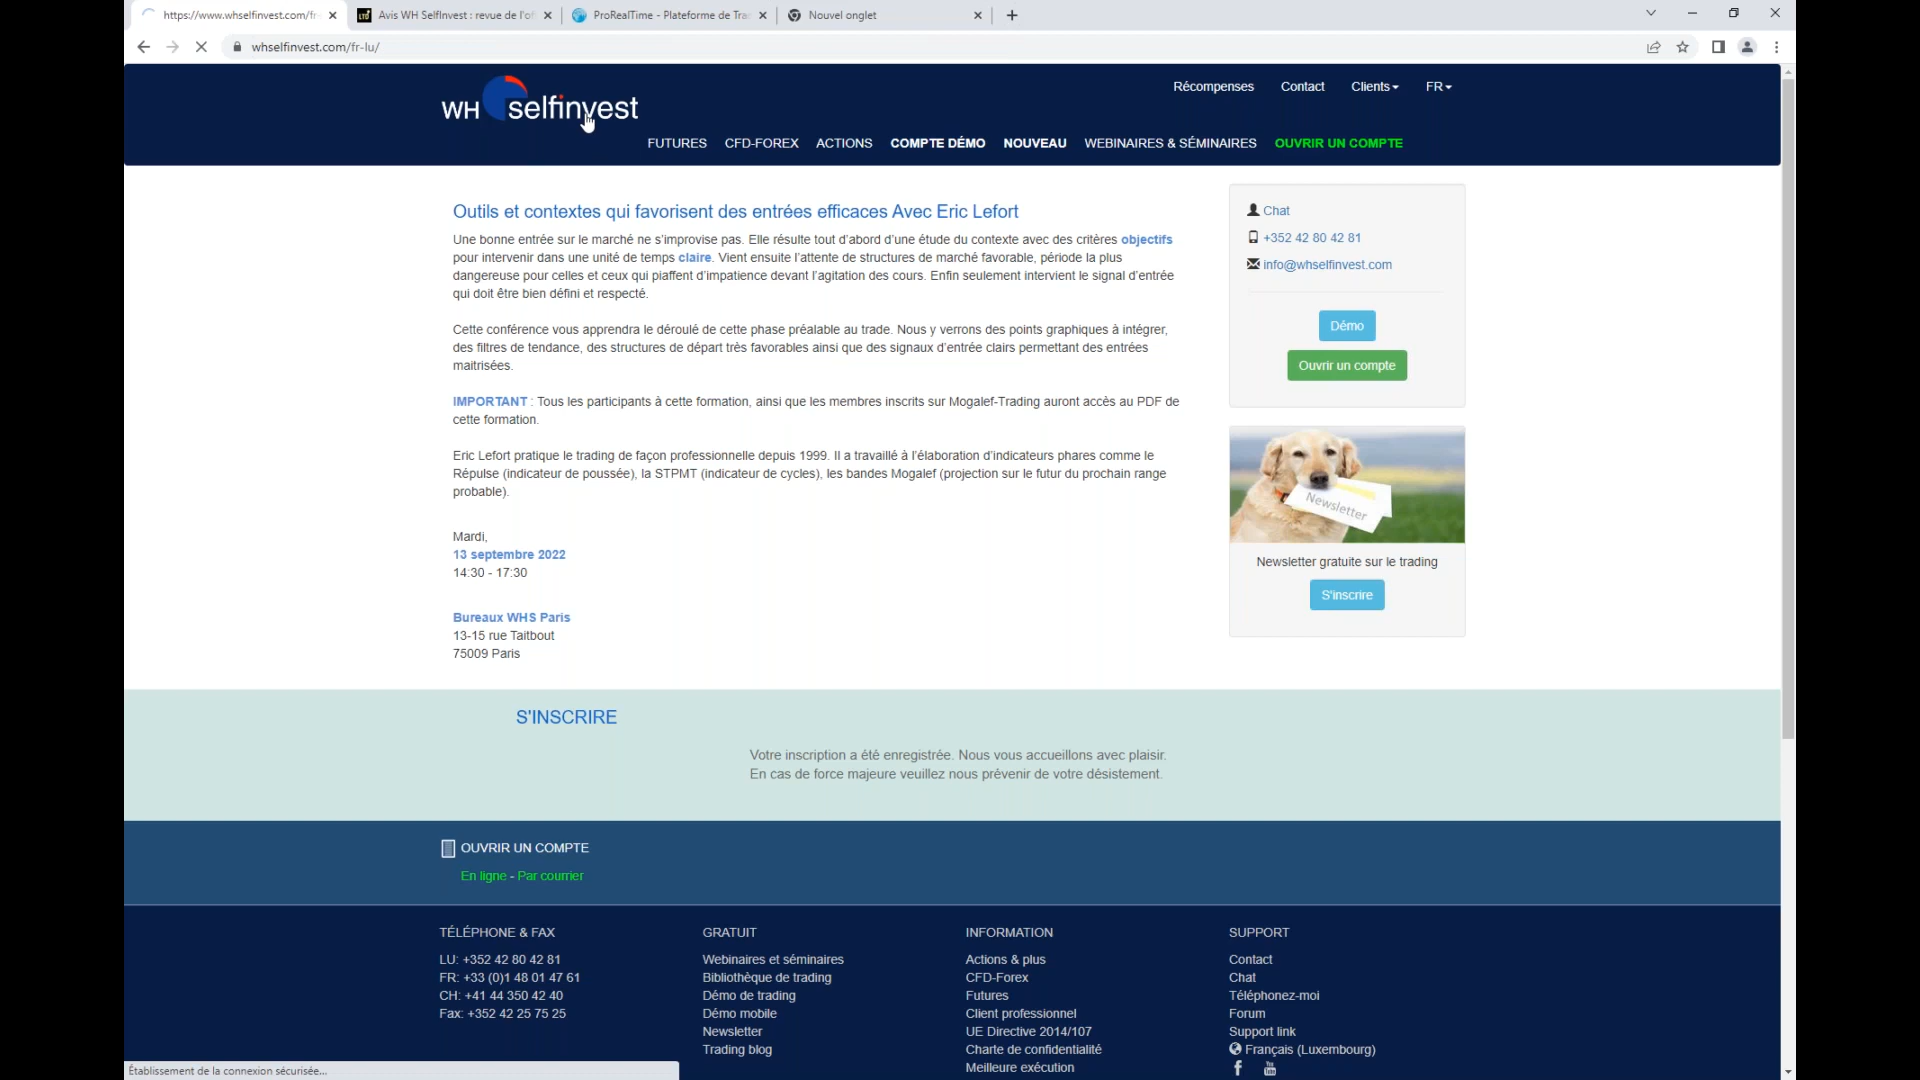 https://www.whselfinvest.com/fr-
Avis WH SelfInvest : revue de l'of
ProRealTime - Plateforme de Tra
Nouvel onglet
whselfinvest.com/fr-lu/
WH selfinvest
Récompenses
Contact
Clients
FR
FUTURES
CFD-FOREX
ACTIONS
COMPTE DÉMO
NOUVEAU
WEBINAIRES & SÉMINAIRES
OUVRIR UN COMPTE
Outils et contextes qui favorisent des entrées efficaces Avec Eric Lefort
Une bonne entrée sur le marché ne s'improvise pas. Elle résulte tout d'abord d'une étude du contexte avec des critères objectifs
pour intervenir dans une unité de temps claire. Vient ensuite l'attente de structures de marché favorable, période la plus
dangereuse pour celles et ceux qui piaffent d'impatience devant l'agitation des cours. Enfin seulement intervient le signal d'entrée
qui doit être bien défini et respecté.
Cette conférence vous apprendra le déroulé de cette phase préalable au trade. Nous y verrons des points graphiques à intégrer,
des filtres de tendance, des structures de départ très favorables ainsi que des signaux d'entrée clairs permettant des entrées
maitrisées.
IMPORTANT : Tous les participants à cette formation, ainsi que les membres inscrits sur Mogalef-Trading auront accès au PDF de
cette formation.
Eric Lefort pratique le trading de façon professionnelle depuis 1999. Il a travaillé à l'élaboration d'indicateurs phares comme le
Répulse (indicateur de poussée), la STPMT (indicateur de cycles), les bandes Mogalef (projection sur le futur du prochain range
probable).
Mardi,
13 septembre 2022
14:30 - 17:30
Bureaux WHS Paris
13-15 rue Taitbout
75009 Paris
Chat
+352 42 80 42 81
info@whselfinvest.com
Démo
Ouvrir un compte
Newsletter
Newsletter gratuite sur le trading
S'inscrire
S'INSCRIRE
Votre inscription a été enregistrée. Nous vous accueillons avec plaisir.
En cas de force majeure veuillez nous prévenir de votre désistement.
OUVRIR UN COMPTE
En ligne - Par courrier
TÉLÉPHONE & FAX
LU: +352 42 80 42 81
FR: +33 (0)1 48 01 47 61
CH: +41 44 350 42 40
Fax: +352 42 25 75 25
GRATUIT
Webinaires et séminaires
Bibliothèque de trading
Démo de trading
Démo mobile
Newsletter
Trading blog
INFORMATION
Actions & plus
CFD-Forex
Futures
Client professionnel
UE Directive 2014/107
Charte de confidentialité
Meilleure exécution
SUPPORT
Contact
Chat
Téléphonez-moi
Forum
Support link
Français (Luxembourg)
Établissement de la connexion sécurisée...